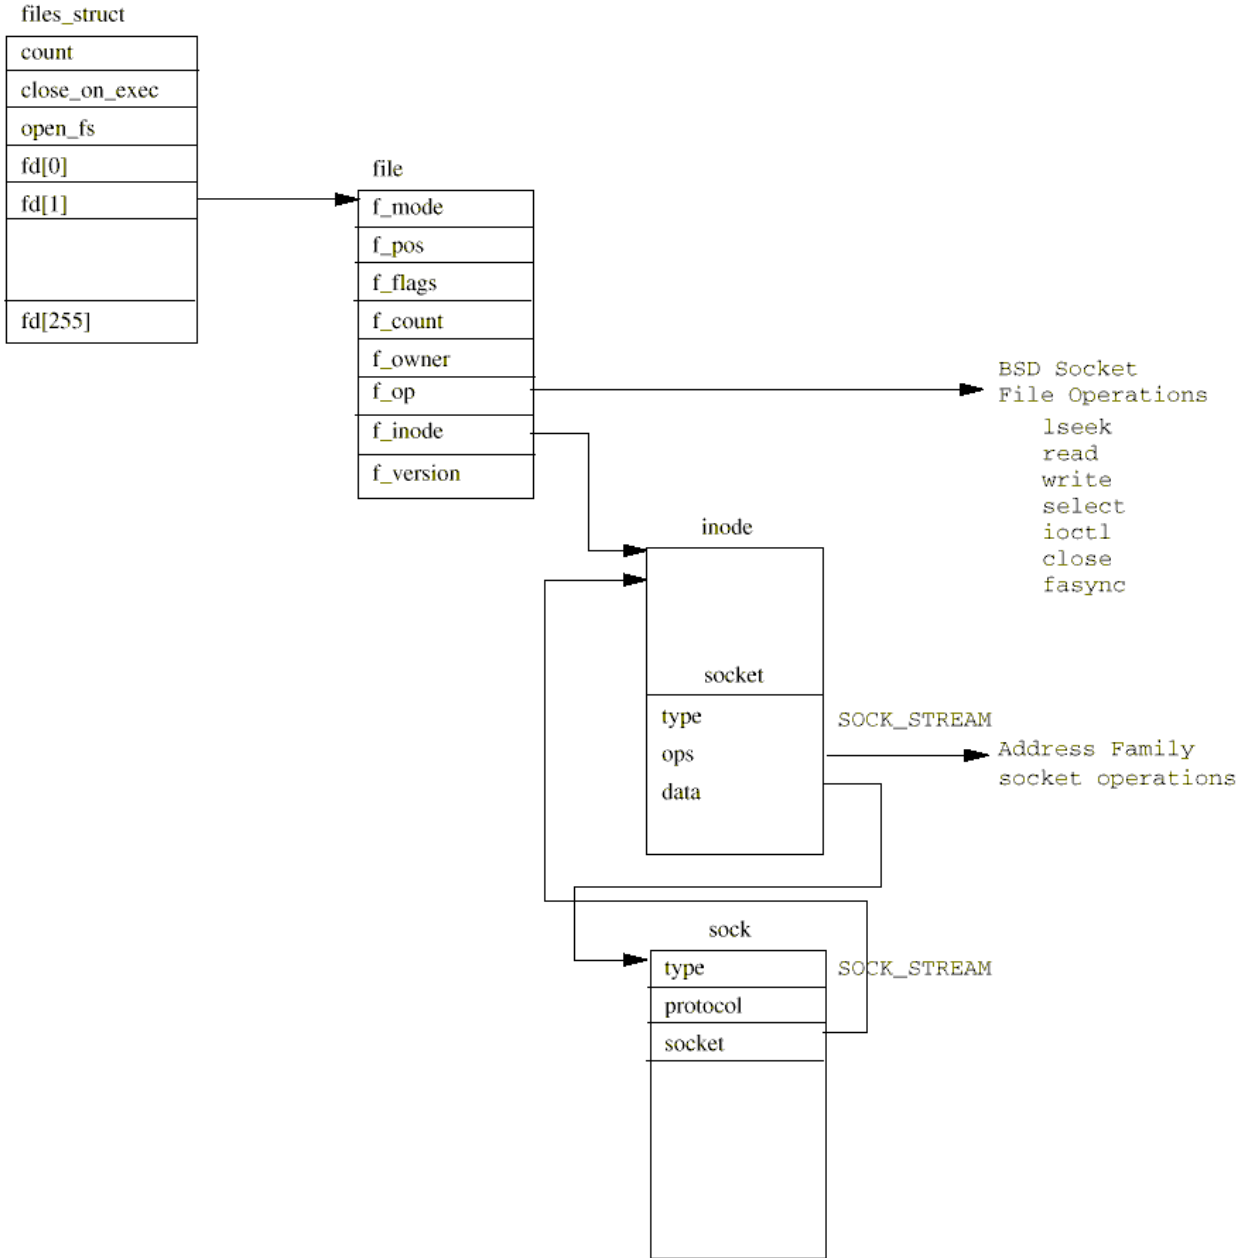 files_struct
count
close_on_exec
open_fs
fd[0]
fd[1]
fd[255]
file
f_mode
f_pos
f_flags
f_count
f_owner
f_op
f_inode
f_version
BSD Socket
File Operations
lseek
read
write
select
ioctl
close
fasync
inode
socket
type
SOCK_STREAM
ops
data
Address Family
socket operations
sock
type
SOCK_STREAM
protocol
socket